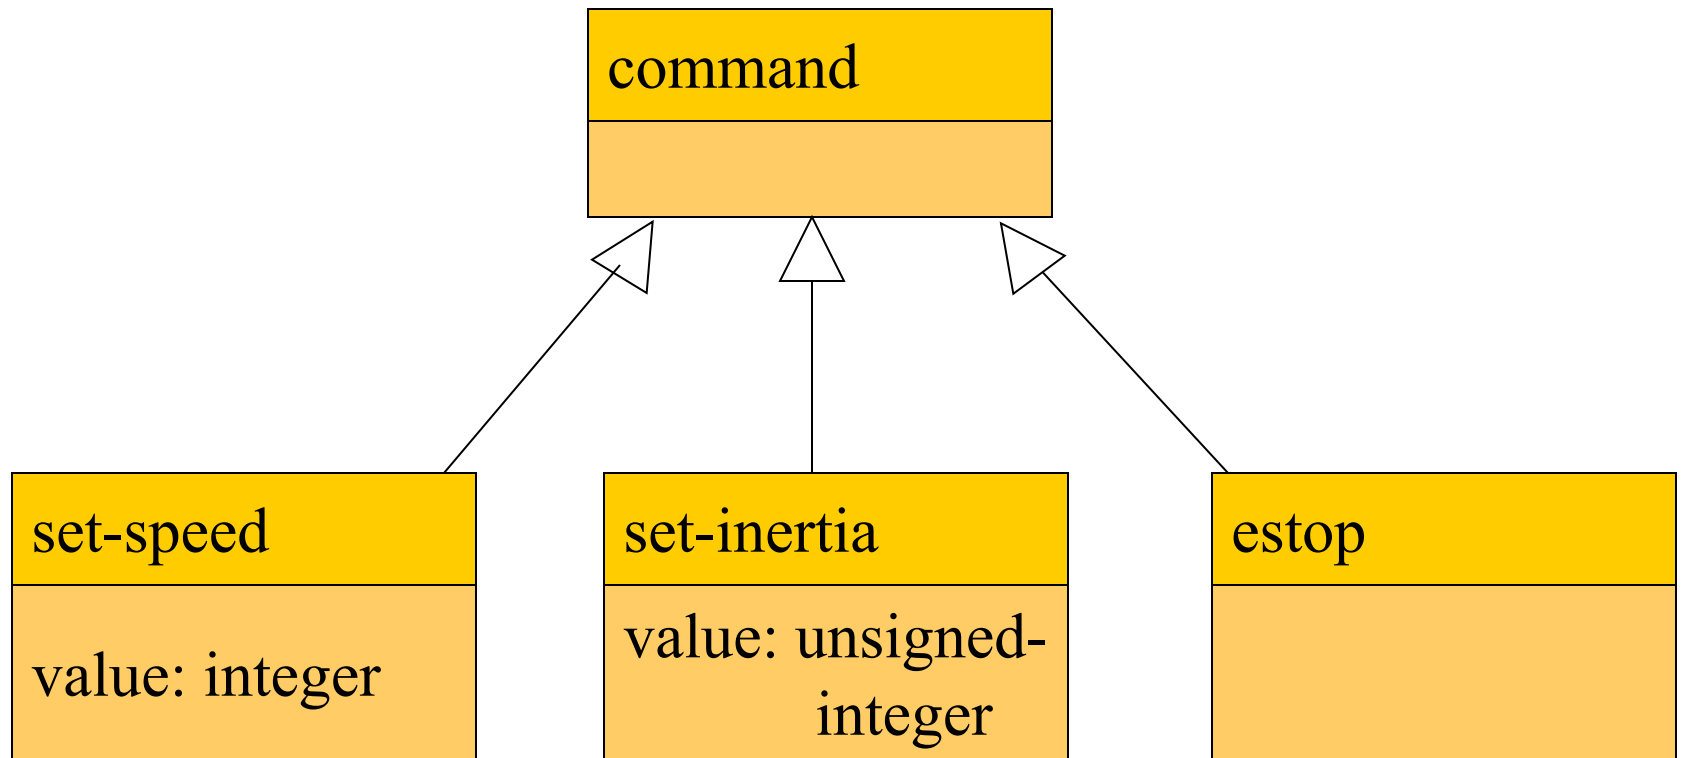 command
set-speed
set-inertia
estop
value: integer
value: unsigned-
integer